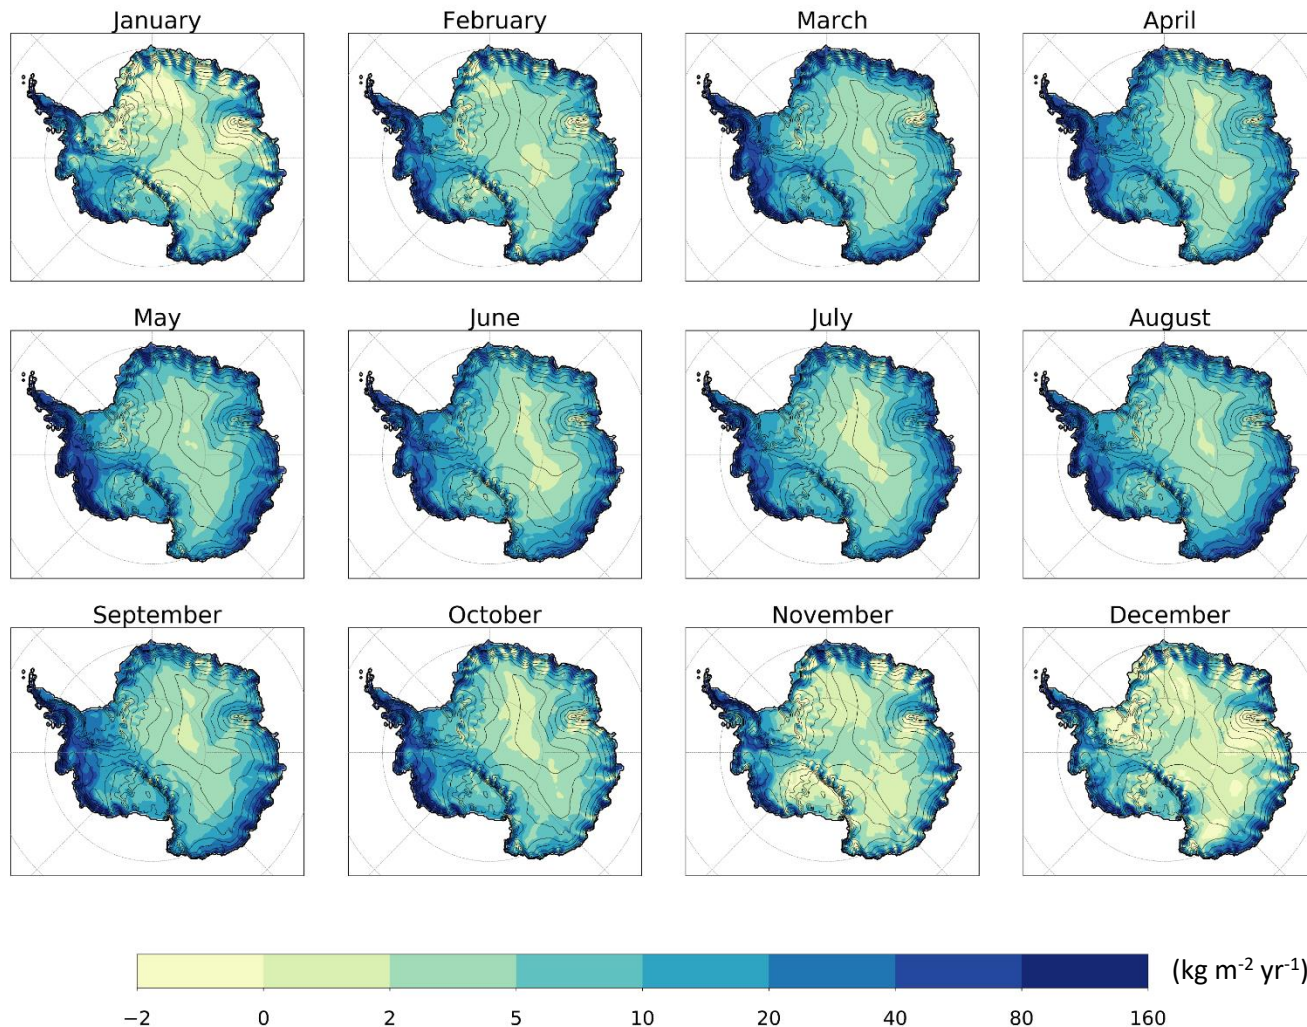 January February March April
May June July August
September October November December
(kg m⁻² yr⁻¹)
−2 0 2 5 10 20 40 80 160